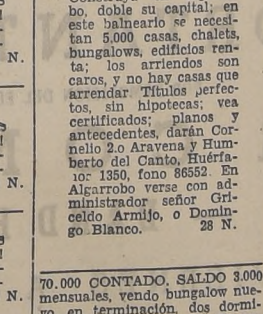 bo, doble su capital; en
este balneario se necesi-
tan 5.000 casas, chalets,
bungalows, edificios ren-
ta; los arriendos son
caros, y no hay casas que
arrendar. Títulos perfec-
tos, sin hipotecas; vea
certificados; planos y
antecedentes, darán Cor-
nelio 2.o Aravena y Hum-
berto del Canto, Huérfa-
nos 1350, fono 86552. En
Algarrobo verse con ad-
ministrador señor Gri-
celdo Armijo, o Domin-
go Blanco. 28 N.
70.000 CONTADO, SALDO 3.000
mensuales, vendo bungalow nue-
vo en terminación, dos dormi-
N.
N.
N.